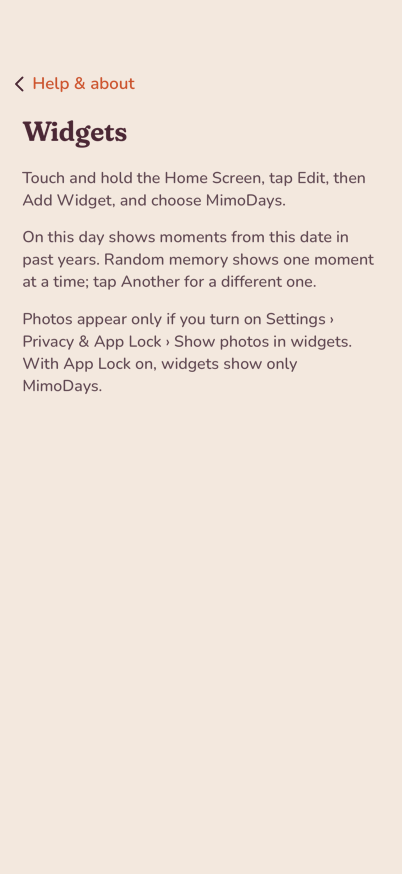 Help & about
Widgets
Touch and hold the Home Screen, tap Edit, then
Add Widget, and choose MimoDays.
On this day shows moments from this date in
past years. Random memory shows one moment
at a time; tap Another for a different one.
Photos appear only if you turn on Settings ›
Privacy & App Lock › Show photos in widgets.
With App Lock on, widgets show only
MimoDays.